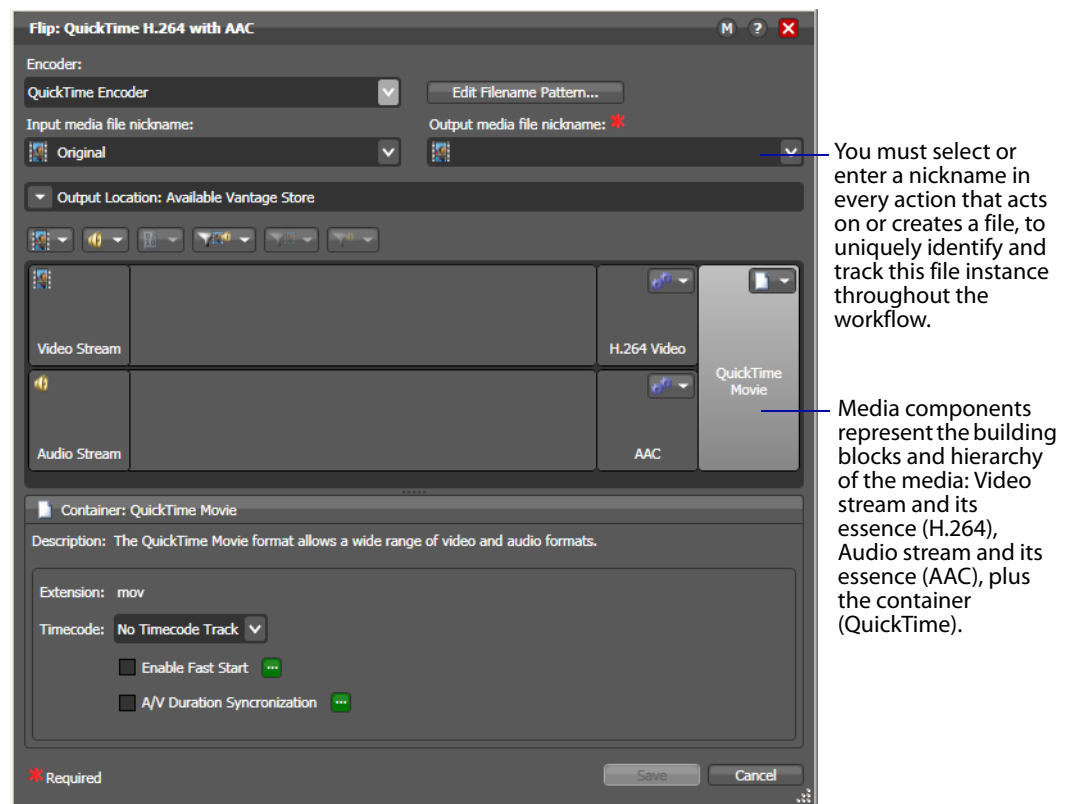 Flip: QuickTime H.264 with AAC
M ?
Encoder:
QuickTime Encoder
Edit Filename Pattern...
Input media file nickname:
Output media file nickname: *
Original
Output Location: Available Vantage Store
Video Stream
H.264 Video
QuickTime
Movie
Audio Stream
AAC
Container: QuickTime Movie
Description: The QuickTime Movie format allows a wide range of video and audio formats.
Extension: mov
Timecode: No Timecode Track
Enable Fast Start
A/V Duration Syncronization
* Required
Save
Cancel
You must select or
enter a nickname in
every action that acts
on or creates a file, to
uniquely identify and
track this file instance
throughout the
workflow.
Media components
represent the building
blocks and hierarchy
of the media: Video
stream and its
essence (H.264),
Audio stream and its
essence (AAC), plus
the container
(QuickTime).